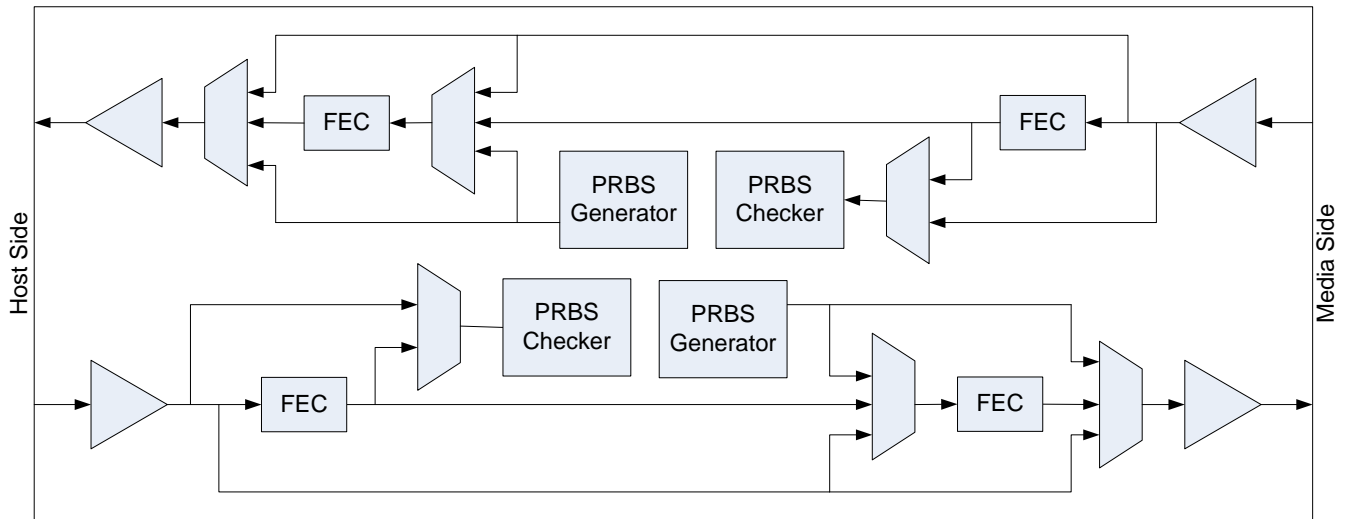 FEC
FEC
PRBS
Generator
PRBS
Checker
Host Side
Media Side
PRBS
Checker
PRBS
Generator
FEC
FEC